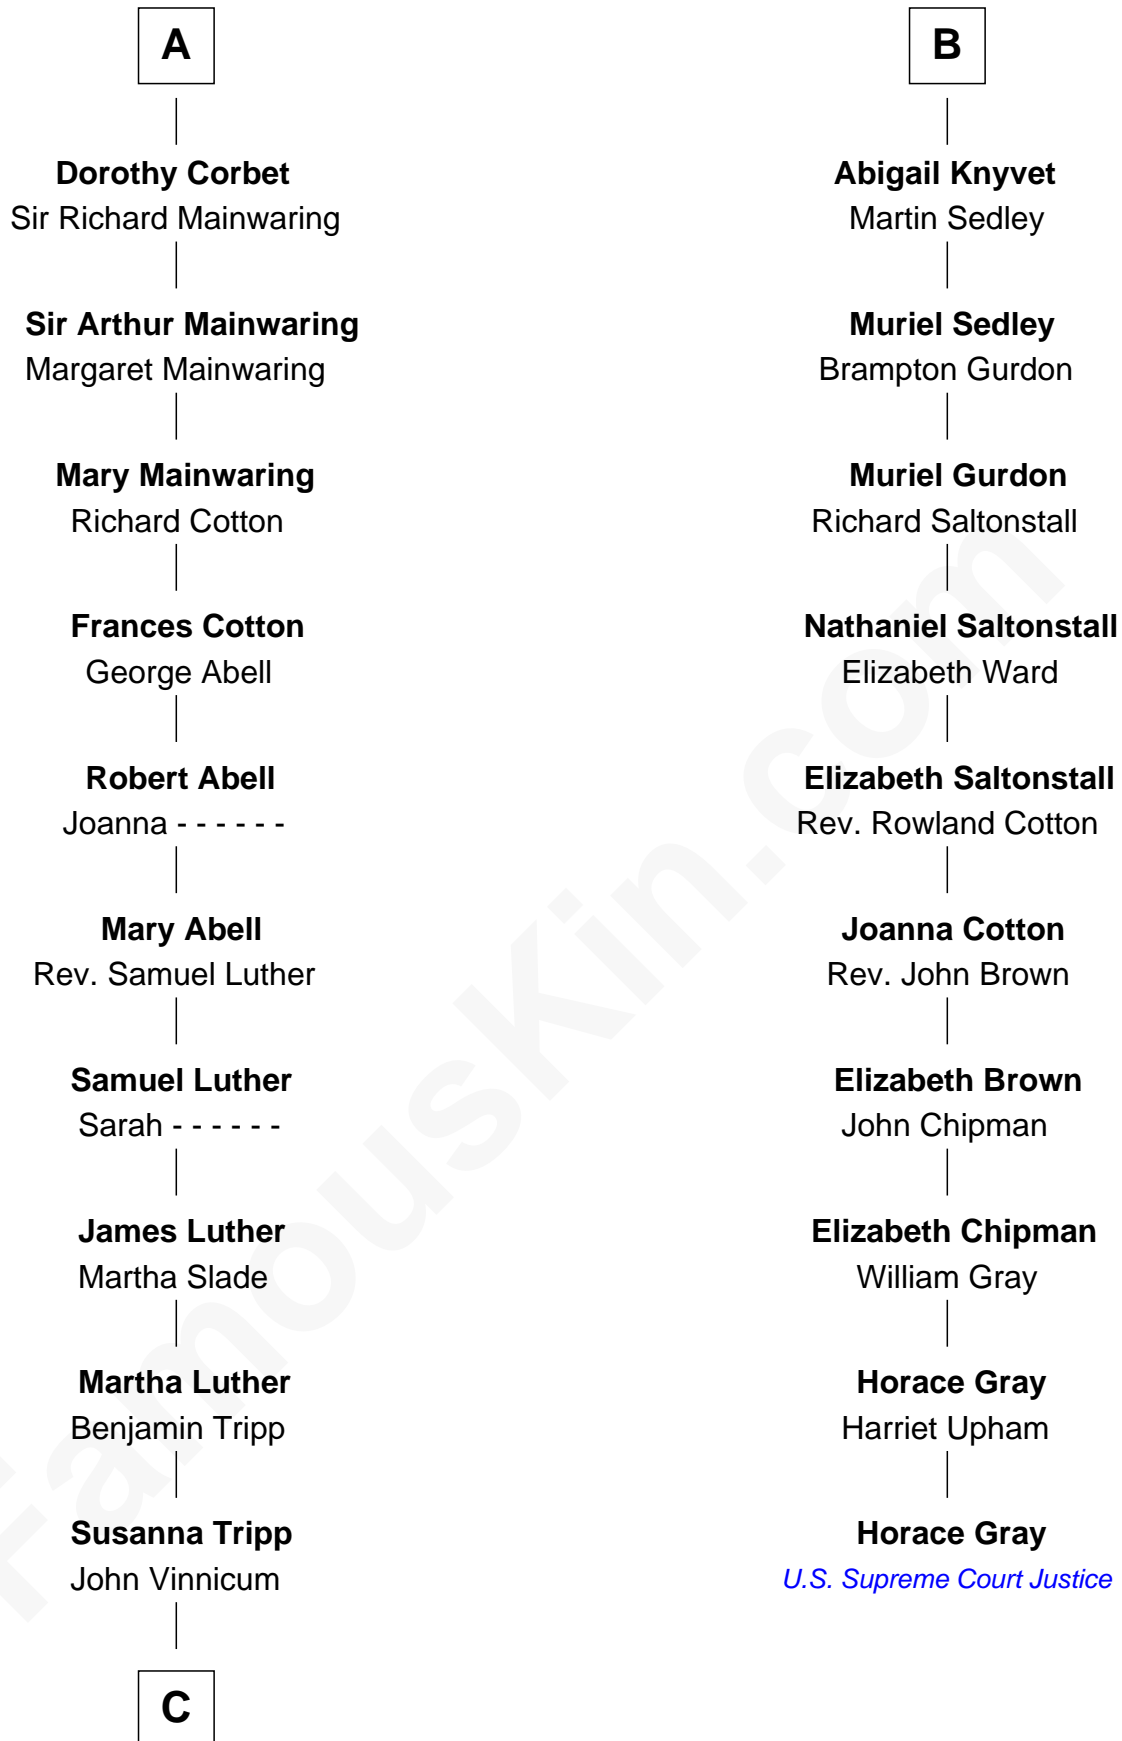 A
Dorothy Corbet
Sir Richard Mainwaring
Sir Arthur Mainwaring
Margaret Mainwaring
Mary Mainwaring
Richard Cotton
Frances Cotton
George Abell
Robert Abell
Joanna - - - - - -
Mary Abell
Rev. Samuel Luther
Samuel Luther
Sarah - - - - - -
James Luther
Martha Slade
Martha Luther
Benjamin Tripp
Susanna Tripp
John Vinnicum
C
B
Abigail Knyvet
Martin Sedley
Muriel Sedley
Brampton Gurdon
Muriel Gurdon
Richard Saltonstall
Nathaniel Saltonstall
Elizabeth Ward
Elizabeth Saltonstall
Rev. Rowland Cotton
Joanna Cotton
Rev. John Brown
Elizabeth Brown
John Chipman
Elizabeth Chipman
William Gray
Horace Gray
Harriet Upham
Horace Gray
U.S. Supreme Court Justice
FamousKin.com